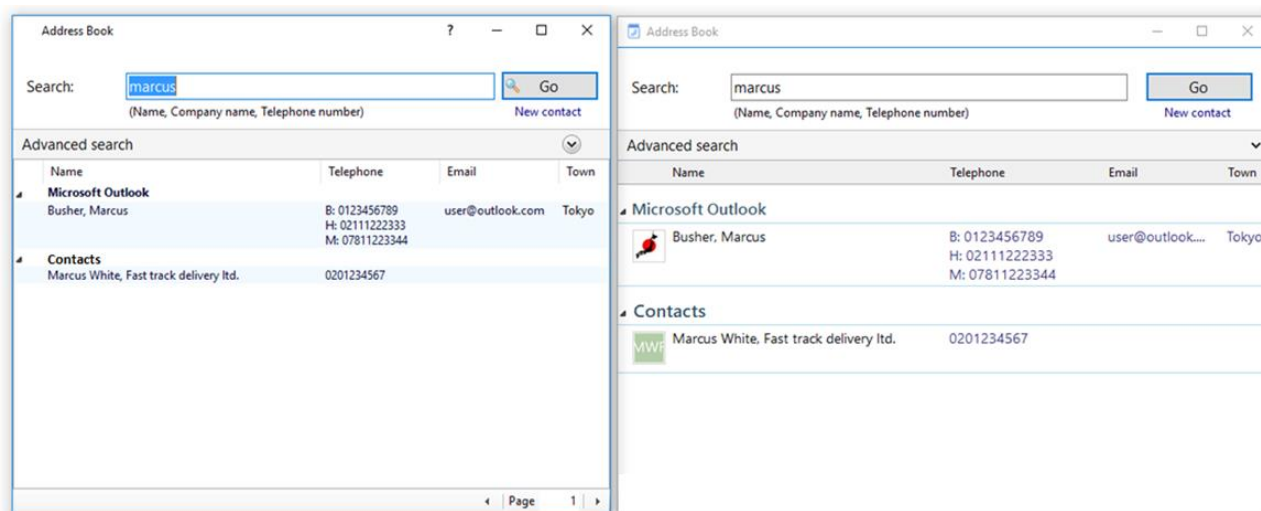 Address Book ?
Search: marcus Go
(Name, Company name, Telephone number) New contact
Advanced search
Name Telephone Email Town
Microsoft Outlook
Busher, Marcus B: 0123456789 user@outlook.com Tokyo
H: 02111222333
M: 07811223344
Contacts
Marcus White, Fast track delivery ltd. 0201234567
Page 1
Address Book
Search: marcus Go
(Name, Company name, Telephone number) New contact
Advanced search
Name Telephone Email Town
Microsoft Outlook
Busher, Marcus B: 0123456789 user@outlook.... Tokyo
H: 02111222333
M: 07811223344
Contacts
MWF Marcus White, Fast track delivery ltd. 0201234567